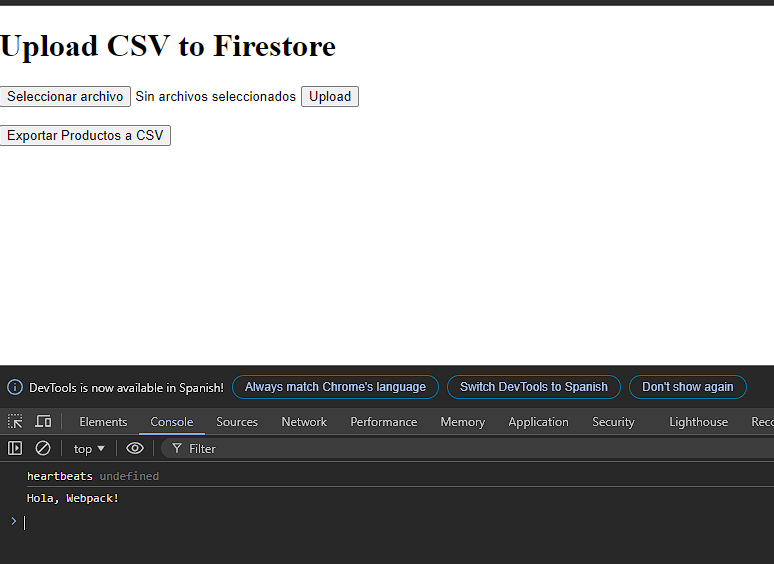 Upload CSV to Firestore
Seleccionar archivo Sin archivos seleccionados Upload
Exportar Productos a CSV
DevTools is now available in Spanish! Always match Chrome's language Switch DevTools to Spanish Don't show again
Elements Console Sources Network Performance Memory Application Security Lighthouse Reco
top Filter
heartbeats undefined
Hola, Webpack!